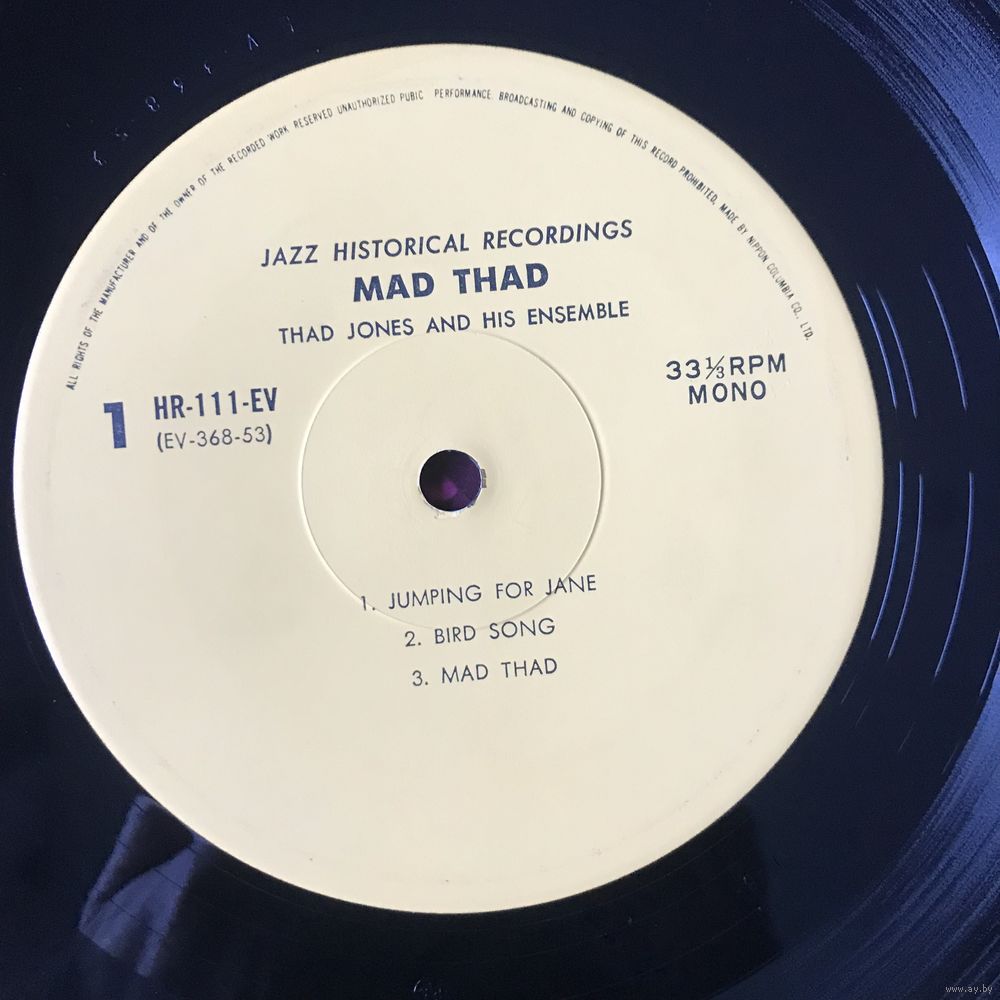 ALL RIGHTS OF THE MANUFACTURER AND OF THE OWNER OF THE RECORDED WORK RESERVED UNAUTHORIZED PUBIC PERFORMANCE. BROADCASTING AND COPYING OF THIS RECORD PROHIBITED, MADE BY NIPPON COLUMBIA CO., LTD.
JAZZ HISTORICAL RECORDINGS
MAD THAD
THAD JONES AND HIS ENSEMBLE
33⅓RPM
MONO
1 HR-111-EV
(EV-368-53)
1. JUMPING FOR JANE
2. BIRD SONG
3. MAD THAD
www.ay.by